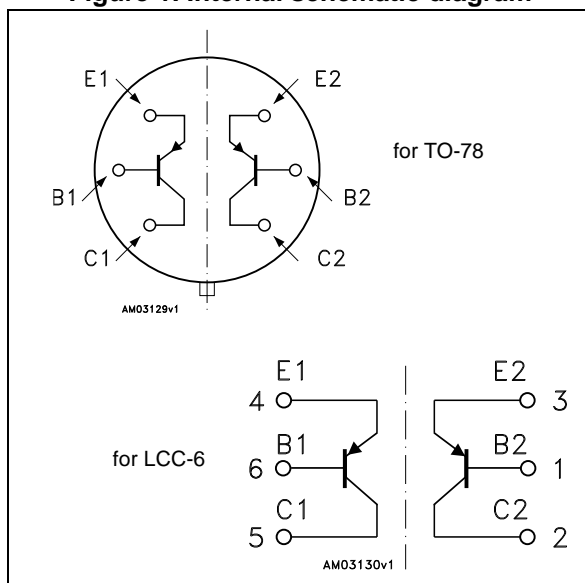 Figure 1. Internal schematic diagram
E1 E2
for TO-78
B1 B2
C1 C2
AM03129v1
E1 E2
4 3
for LCC-6
B1 B2
6 1
C1 C2
5 2
AM03130v1